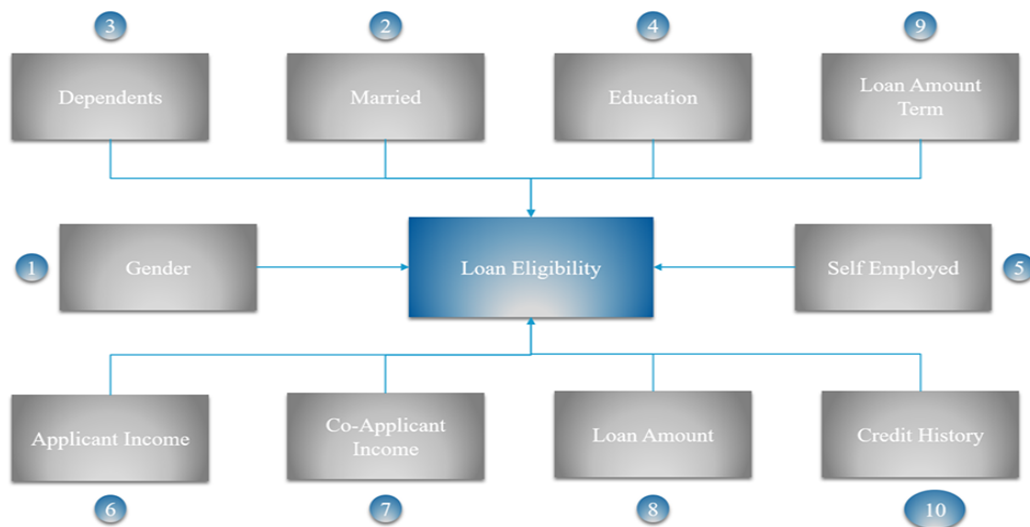 3
2
4
9
Dependents
Married
Education
Loan Amount
Term
1
Gender
Loan Eligibility
Self Employed
5
Applicant Income
Co-Applicant
Income
Loan Amount
Credit History
6
7
8
10